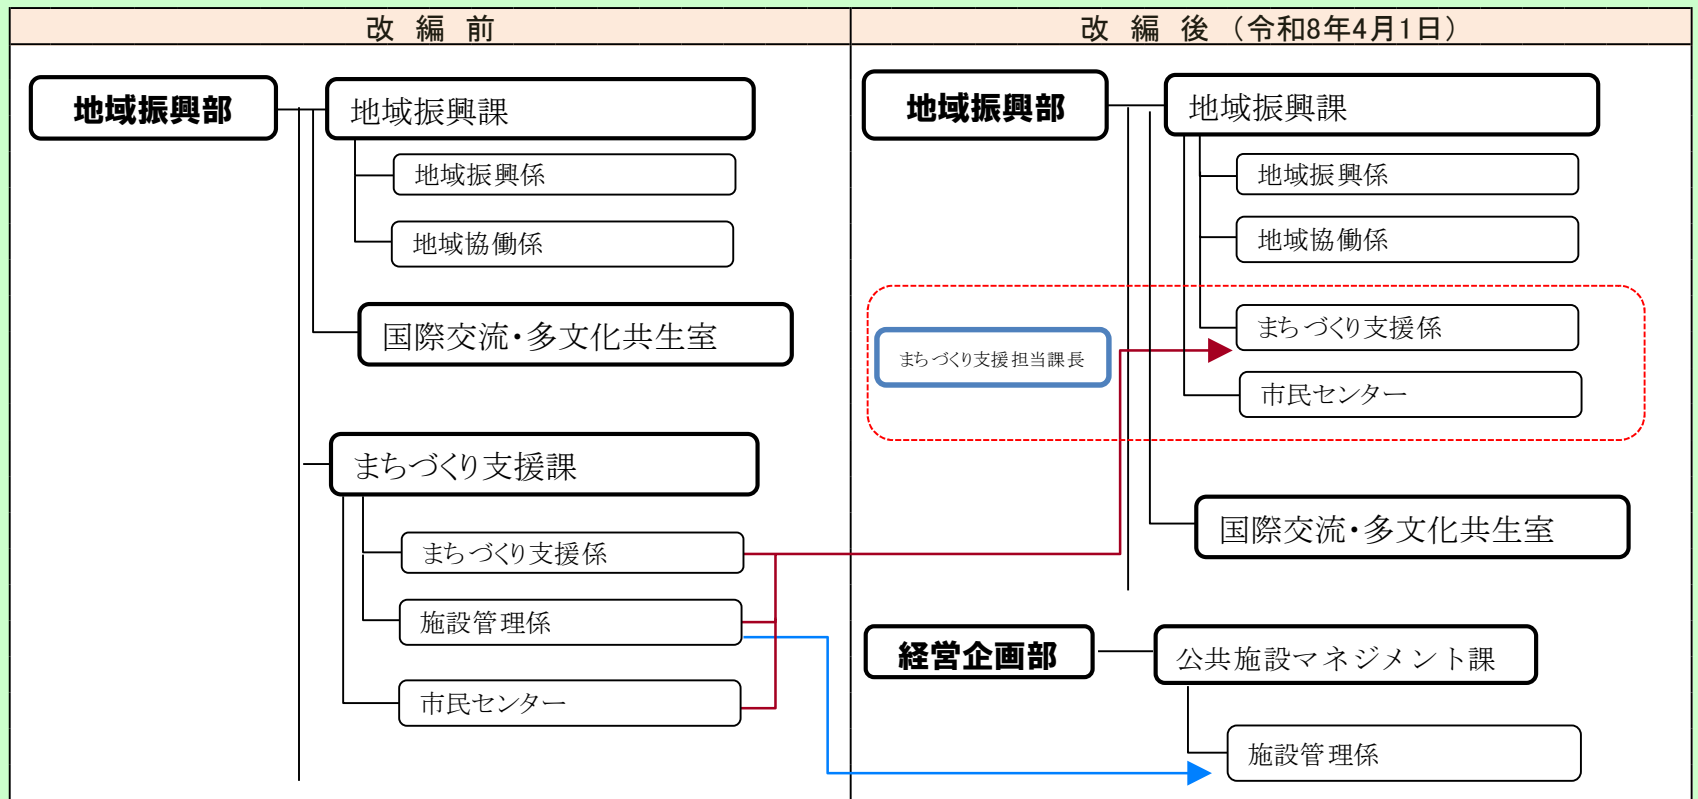 改編前
地域振興部
地域振興課
地域振興係
地域協働係
国際交流・多文化共生室
まちづくり支援課
まちづくり支援係
施設管理係
市民センター
改編後（令和8年4月1日）
地域振興部
地域振興課
地域振興係
地域協働係
まちづくり支援係
まちづくり支援担当課長
市民センター
国際交流・多文化共生室
経営企画部
公共施設マネジメント課
施設管理係